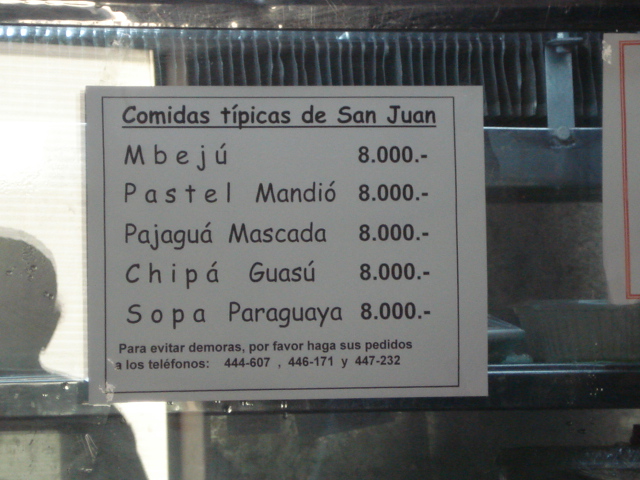 Comidas típicas de San Juan
Mbejú 8.000.-
Pastel Mandió 8.000.-
Pajaguá Mascada 8.000.-
Chipá Guasú 8.000.-
Sopa Paraguaya 8.000.-
Para evitar demoras, por favor haga sus pedidos
a los teléfonos: 444-607 , 446-171 y 447-232